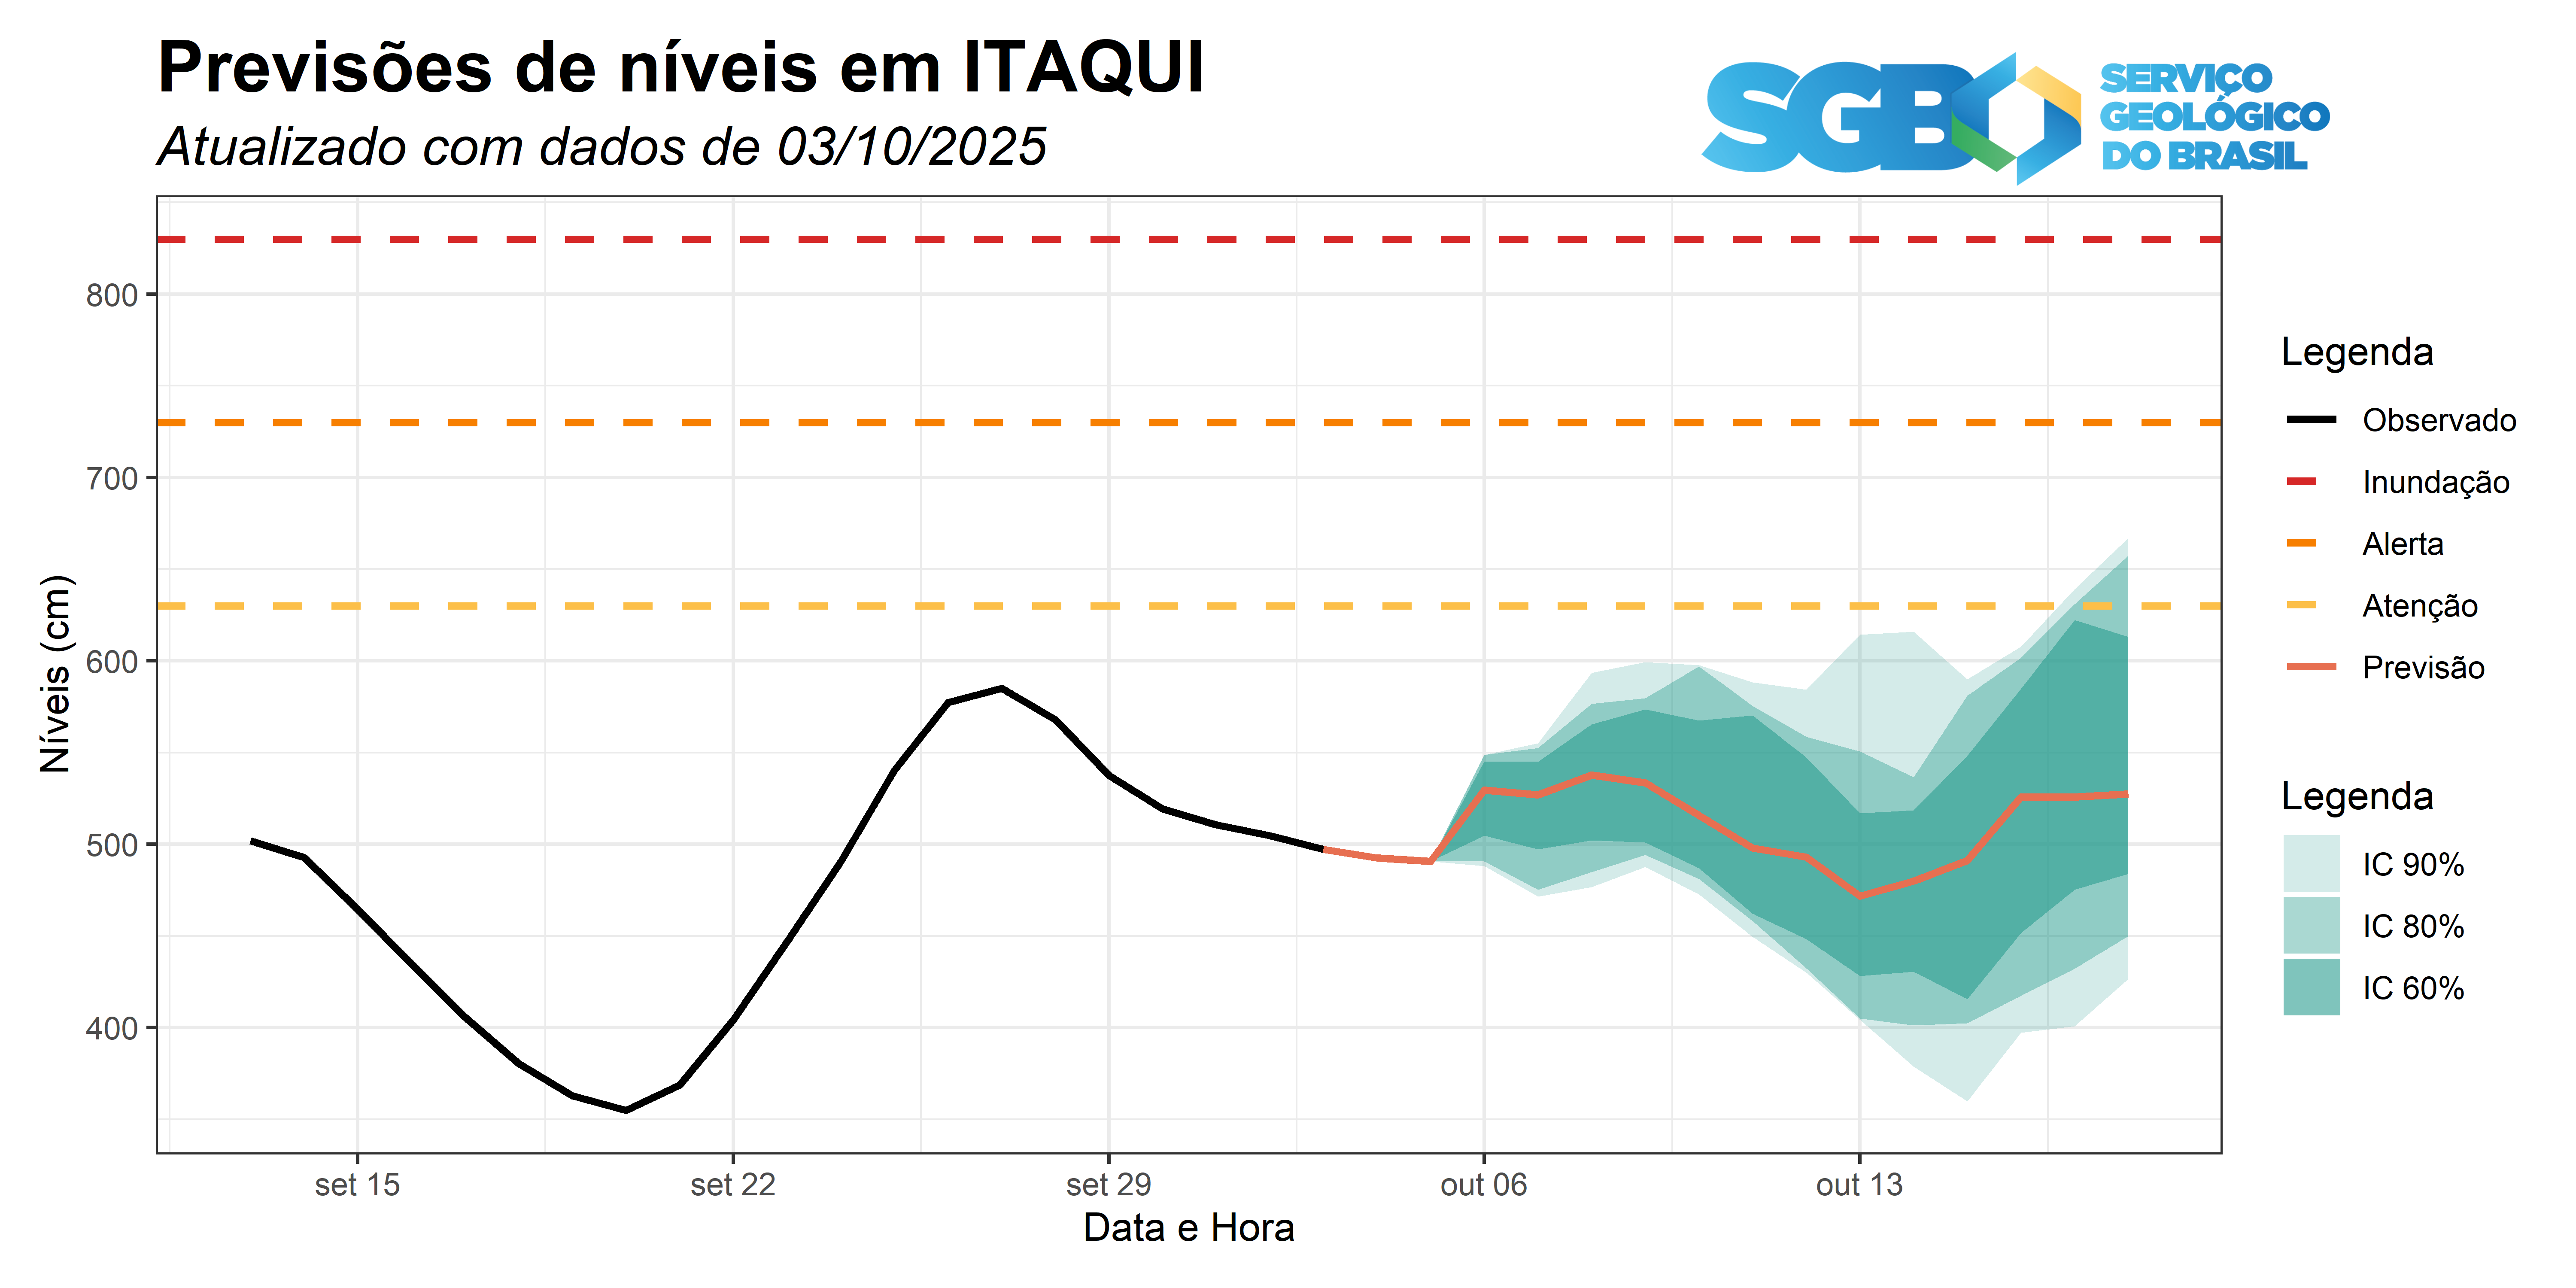 Previsões de níveis em ITAQUI
Atualizado com dados de 03/10/2025
SGB
SERVIÇO
GEOLÓGICO
DO BRASIL
Níveis (cm)
800
700
600
500
400
set 15
set 22
set 29
out 06
out 13
Data e Hora
Legenda
Observado
Inundação
Alerta
Atenção
Previsão
Legenda
IC 90%
IC 80%
IC 60%